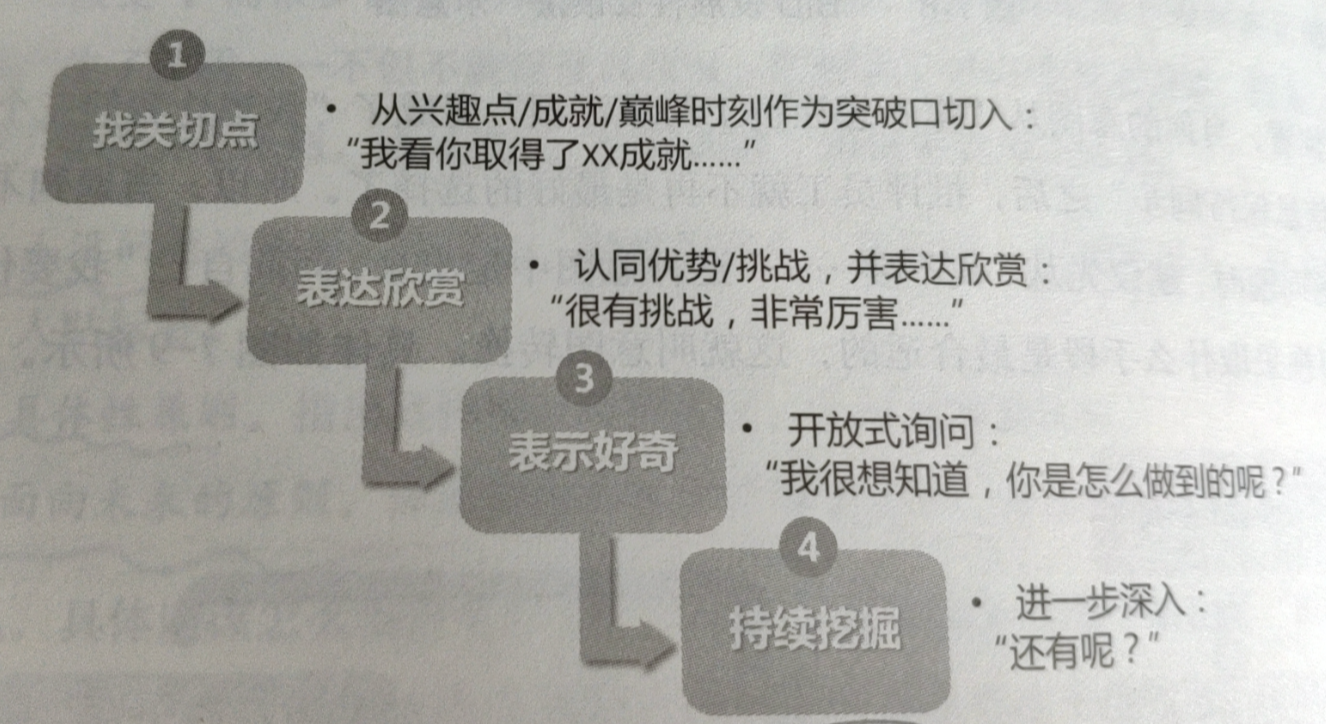 1
找关切点
• 从兴趣点/成就/巅峰时刻作为突破口切入：
“我看你取得了XX成就……”
2
表达欣赏
• 认同优势/挑战，并表达欣赏：
“很有挑战，非常厉害……”
3
表示好奇
• 开放式询问：
“我很想知道，你是怎么做到的呢？”
4
持续挖掘
• 进一步深入：
“还有呢？”